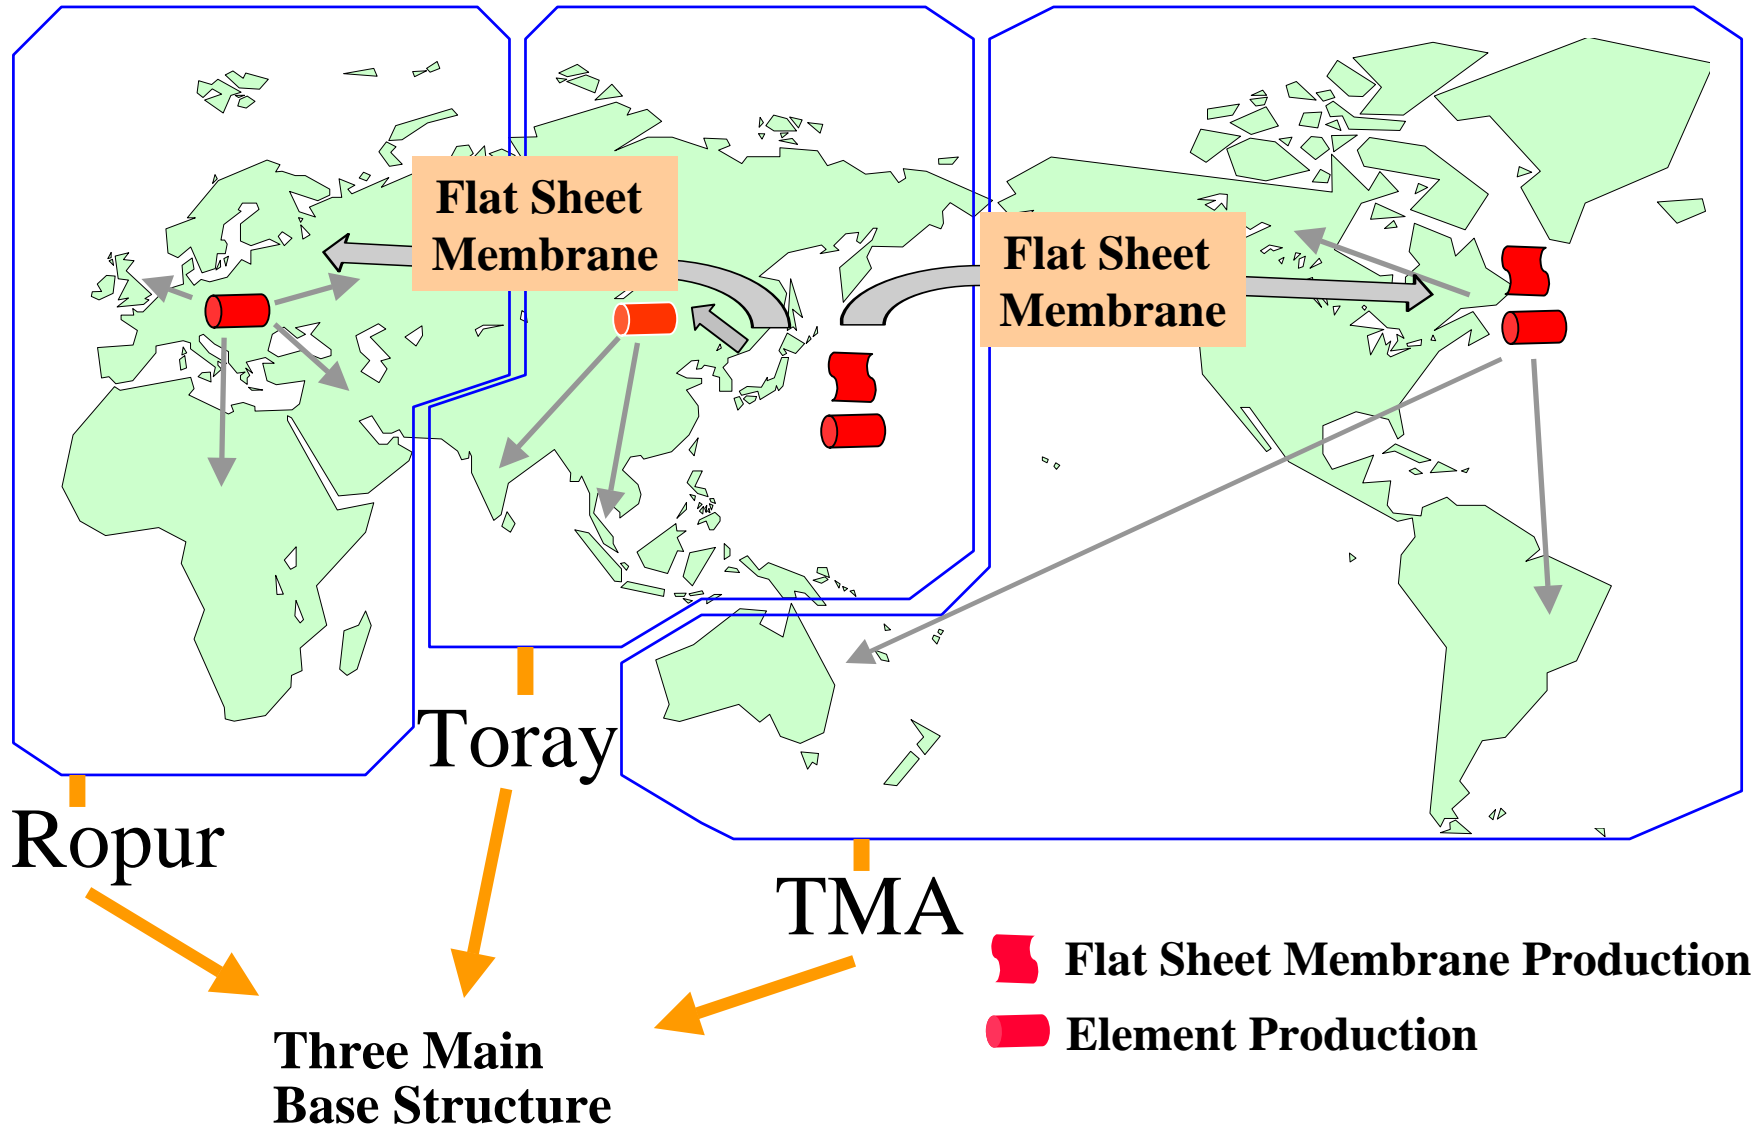 Flat Sheet
Membrane
Flat Sheet
Membrane
Toray
Ropur
TMA
Flat Sheet Membrane Production
Element Production
Three Main
Base Structure